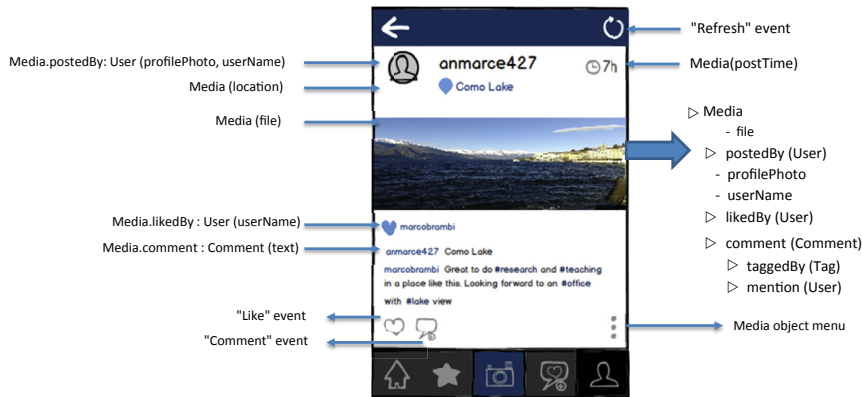 "Refresh" event
Media.postedBy: User (profilePhoto, userName)
anmarce427
7h
Media(postTime)
Media (location)
Como Lake
Media (file)
▷ Media
- file
▷ postedBy (User)
- profilePhoto
- userName
▷ likedBy (User)
▷ comment (Comment)
▷ taggedBy (Tag)
▷ mention (User)
Media.likedBy : User (userName)
marcobrambi
Media.comment : Comment (text)
anmarce427 Como Lake
marcobrambi Great to do #research and #teaching
in a place like this. Looking forward to an #office
with #lake view
"Like" event
"Comment" event
Media object menu